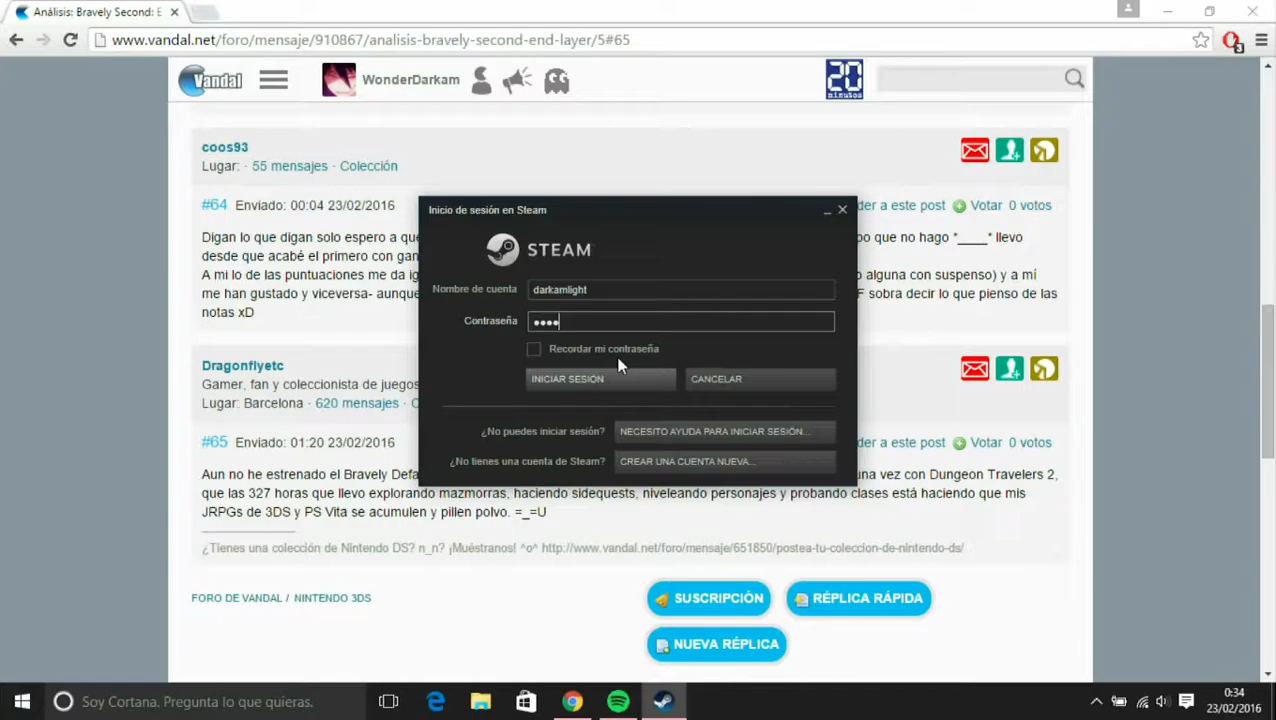 Análisis: Bravely Second: E
www.vandal.net/foro/mensaje/910867/analisis-bravely-second-end-layer/5#65
3
Vandal
WonderDarkam
20
minutos
coos93
Lugar: · 55 mensajes · Colección
#64 Enviado: 00:04 23/02/2016
der a este post Votar 0 votos
Digan lo que digan solo espero a que
po que no hago *____* llevo
desde que acabé el primero con gan
A mi lo de las puntuaciones me da ig
alguna con suspenso) y a mí
me han gustado y viceversa- aunque
F sobra decir lo que pienso de las
notas xD
Inicio de sesión en Steam
STEAM
Nombre de cuenta darkamlight
Contraseña ••••
Recordar mi contraseña
INICIAR SESIÓN CANCELAR
¿No puedes iniciar sesión? NECESITO AYUDA PARA INICIAR SESIÓN...
¿No tienes una cuenta de Steam? CREAR UNA CUENTA NUEVA...
Dragonflyetc
Gamer, fan y coleccionista de juegos
Lugar: Barcelona · 620 mensajes · C
#65 Enviado: 01:20 23/02/2016
onder a este post Votar 0 votos
Aun no he estrenado el Bravely Defa
una vez con Dungeon Travelers 2,
que las 327 horas que llevo explorando mazmorras, haciendo sidequests, niveleando personajes y probando clases está haciendo que mis
JRPGs de 3DS y PS Vita se acumulen y pillen polvo. =_=U
¿Tienes una colección de Nintendo DS? n_n? ¡Muéstranos! ^o^ http://www.vandal.net/foro/mensaje/651850/postea-tu-coleccion-de-nintendo-ds/
FORO DE VANDAL / NINTENDO 3DS
SUSCRIPCIÓN RÉPLICA RÁPIDA
NUEVA RÉPLICA
Soy Cortana. Pregunta lo que quieras.
0:34
23/02/2016